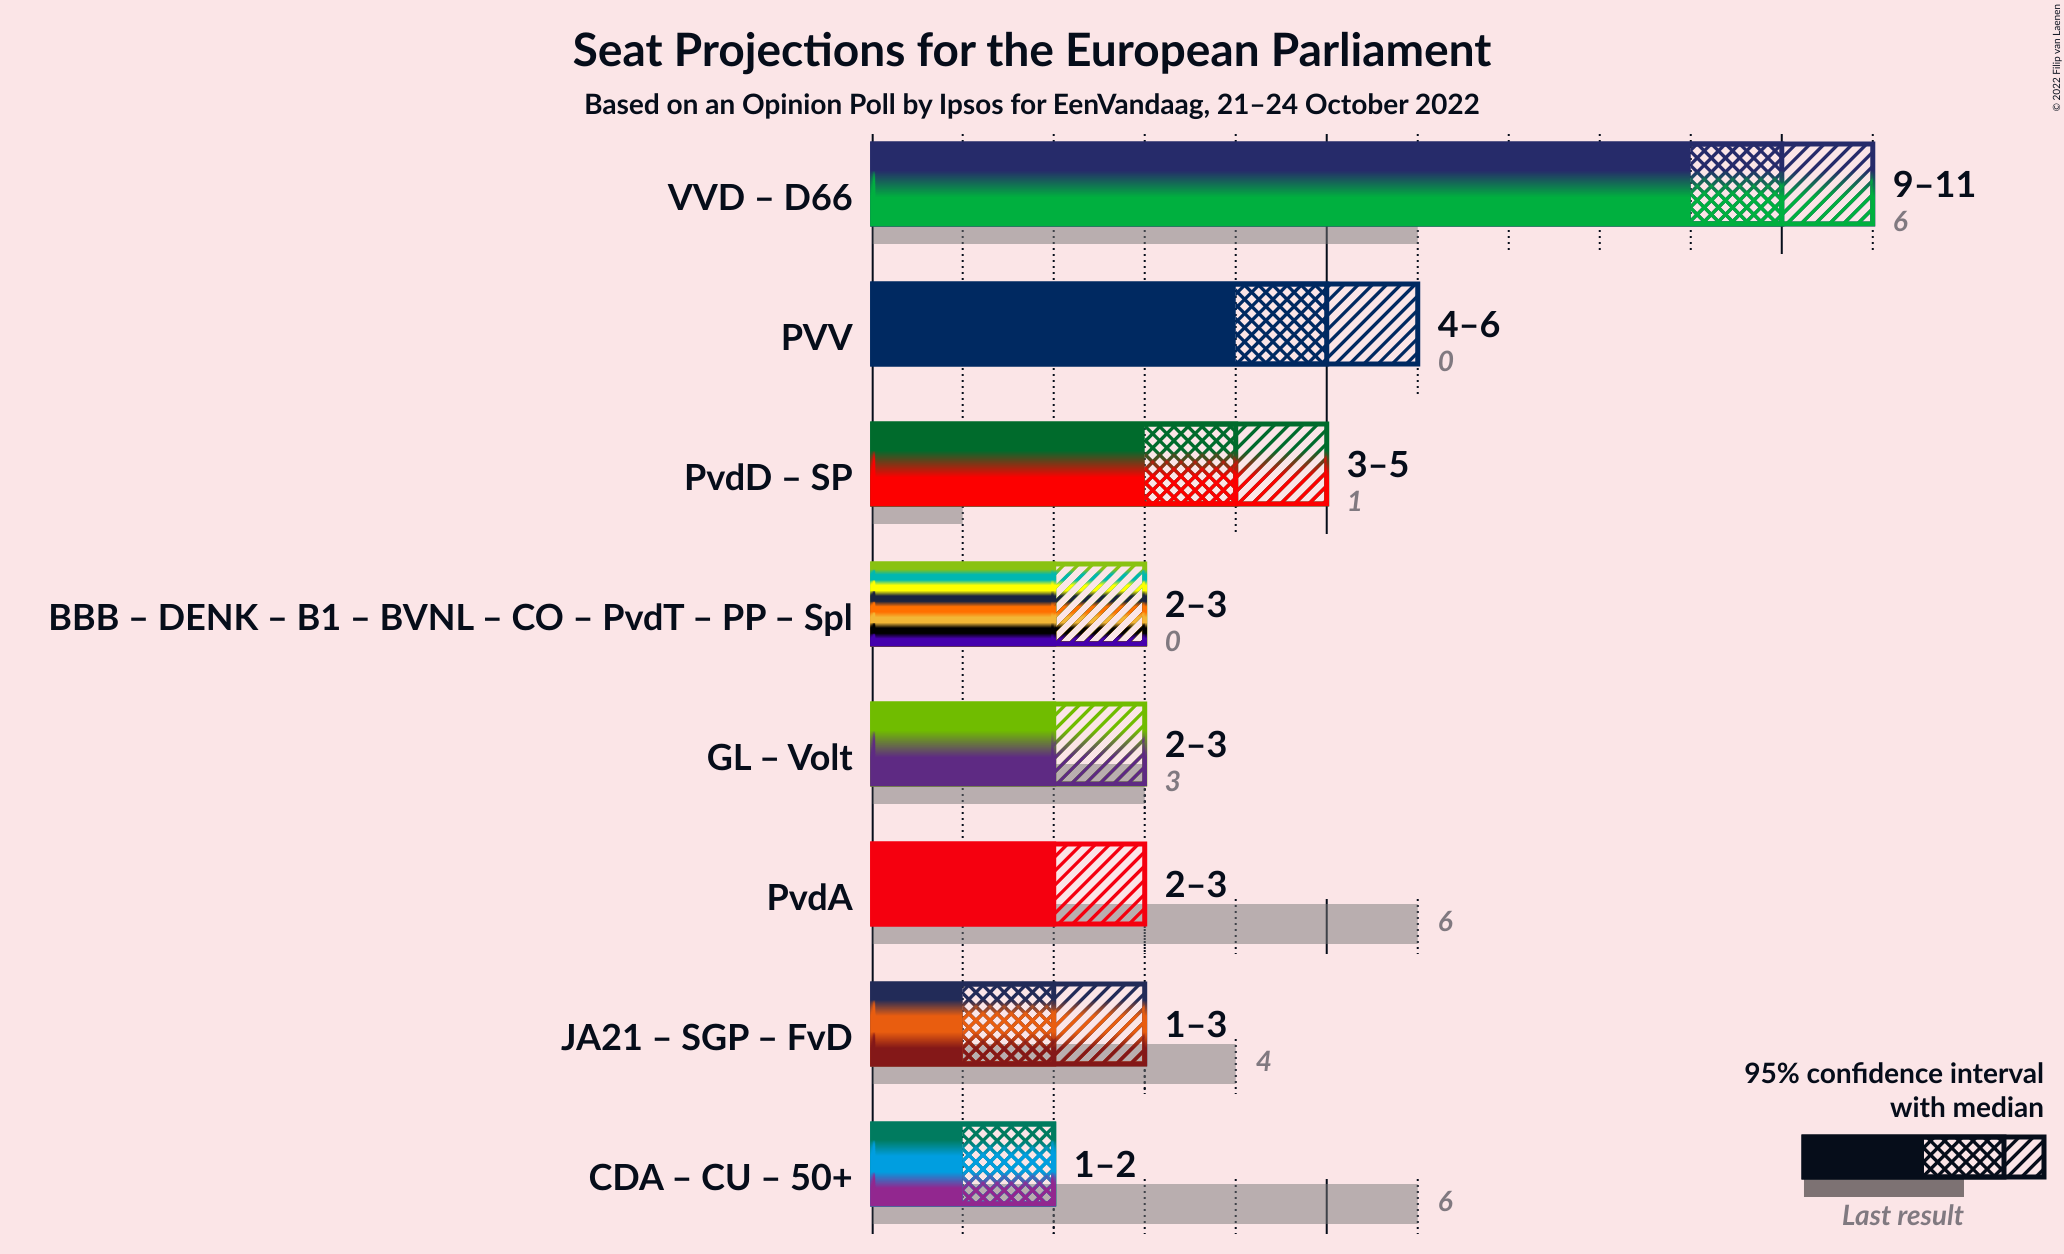 Seat Projections for the European Parliament
Based on an Opinion Poll by Ipsos for EenVandaag, 21–24 October 2022
© 2022 Filip van Laenen
VVD – D66
9–11
6
PVV
4–6
0
PvdD – SP
3–5
1
BBB – DENK – B1 – BVNL – CO – PvdT – PP – Spl
2–3
0
GL – Volt
2–3
3
PvdA
2–3
6
JA21 – SGP – FvD
1–3
4
CDA – CU – 50+
1–2
6
95% confidence interval
with median
Last result